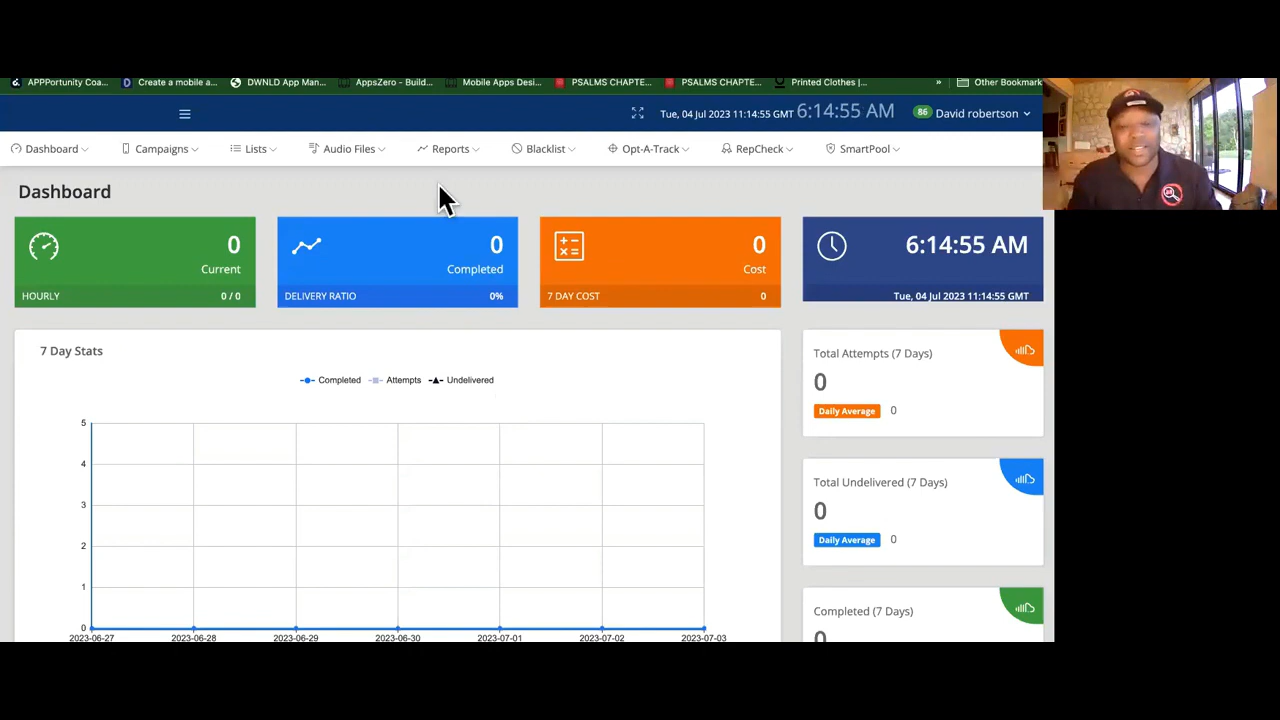 APPPortunity Coa... Create a mobile a... DWNLD App Man... AppsZero - Build... Mobile Apps Desi... PSALMS CHAPTE... PSALMS CHAPTE... Printed Clothes |... » Other Bookmark
Tue, 04 Jul 2023 11:14:55 GMT 6:14:55 AM 86 David robertson
Dashboard Campaigns Lists Audio Files Reports Blacklist Opt-A-Track RepCheck SmartPool
Dashboard
0 0 0 6:14:55 AM
Current Completed Cost
HOURLY 0 / 0 DELIVERY RATIO 0% 7 DAY COST 0 Tue, 04 Jul 2023 11:14:55 GMT
7 Day Stats
Completed Attempts Undelivered
5
4
3
2
1
0
2023-06-27 2023-06-28 2023-06-29 2023-06-30 2023-07-01 2023-07-02 2023-07-03
Total Attempts (7 Days)
0
Daily Average 0
Total Undelivered (7 Days)
0
Daily Average 0
Completed (7 Days)
0